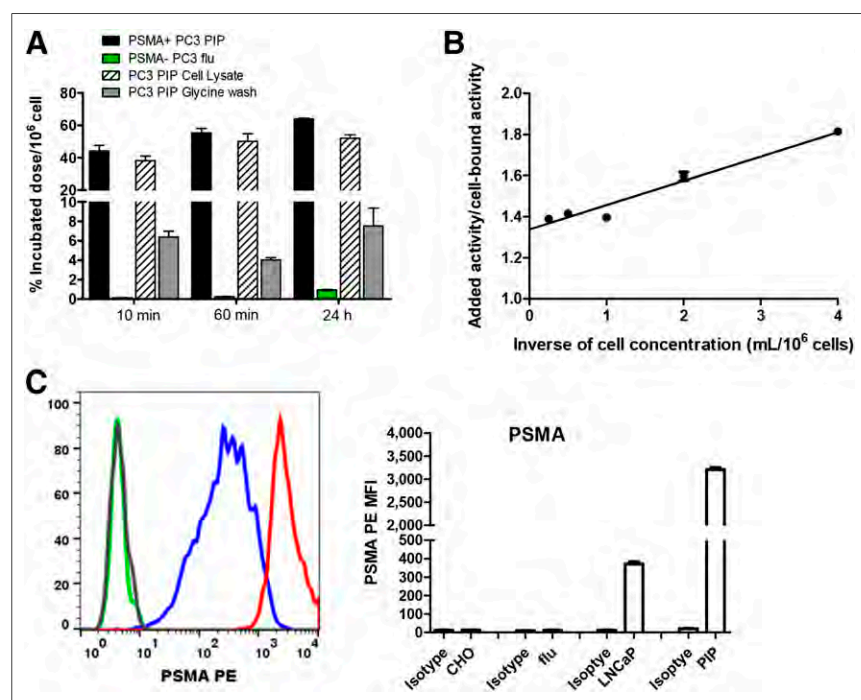 A
PSMA+ PC3 PIP
PSMA- PC3 flu
PC3 PIP Cell Lysate
PC3 PIP Glycine wash
% Incubated dose/10⁶ cell
80
60
40
20
10
8
6
4
2
0
10 min
60 min
24 h
B
Added activity/cell-bound activity
2.0
1.8
1.6
1.4
1.2
1.0
0
1
2
3
4
Inverse of cell concentration (mL/10⁶ cells)
C
100
80
60
40
20
0
10⁰
10¹
10²
10³
10⁴
PSMA PE
PSMA
PSMA PE MFI
4,000
3,500
3,000
2,500
2,000
500
400
300
200
100
0
Isotype
CHO
Isotype
flu
Isoptye
LNCaP
Isoptye
PIP